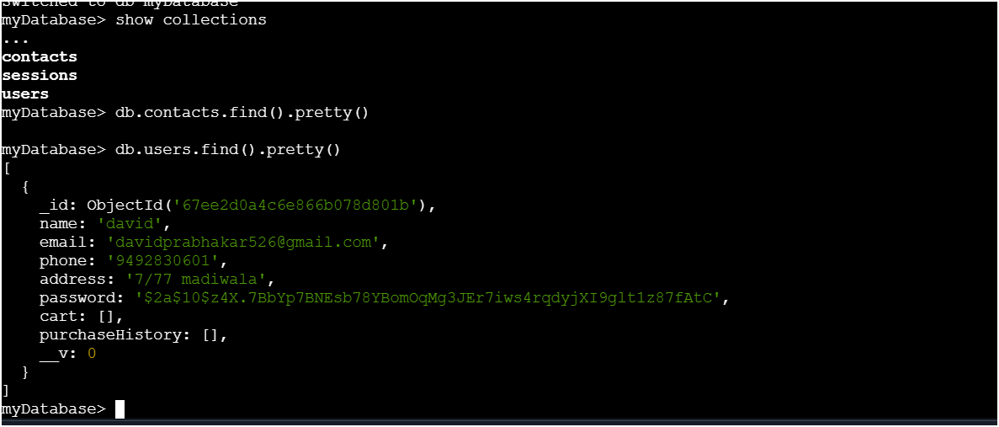 switched to db myDatabase
myDatabase> show collections
...
contacts
sessions
users
myDatabase> db.contacts.find().pretty()
myDatabase> db.users.find().pretty()
[
{
_id: ObjectId('67ee2d0a4c6e866b078d801b'),
name: 'david',
email: 'davidprabhakar526@gmail.com',
phone: '9492830601',
address: '7/77 madiwala',
password: '$2a$10$z4X.7BbYp7BNEsb78YBomOqMg3JEr7iws4rqdyjXI9glt1z87fAtC',
cart: [],
purchaseHistory: [],
__v: 0
}
]
myDatabase>